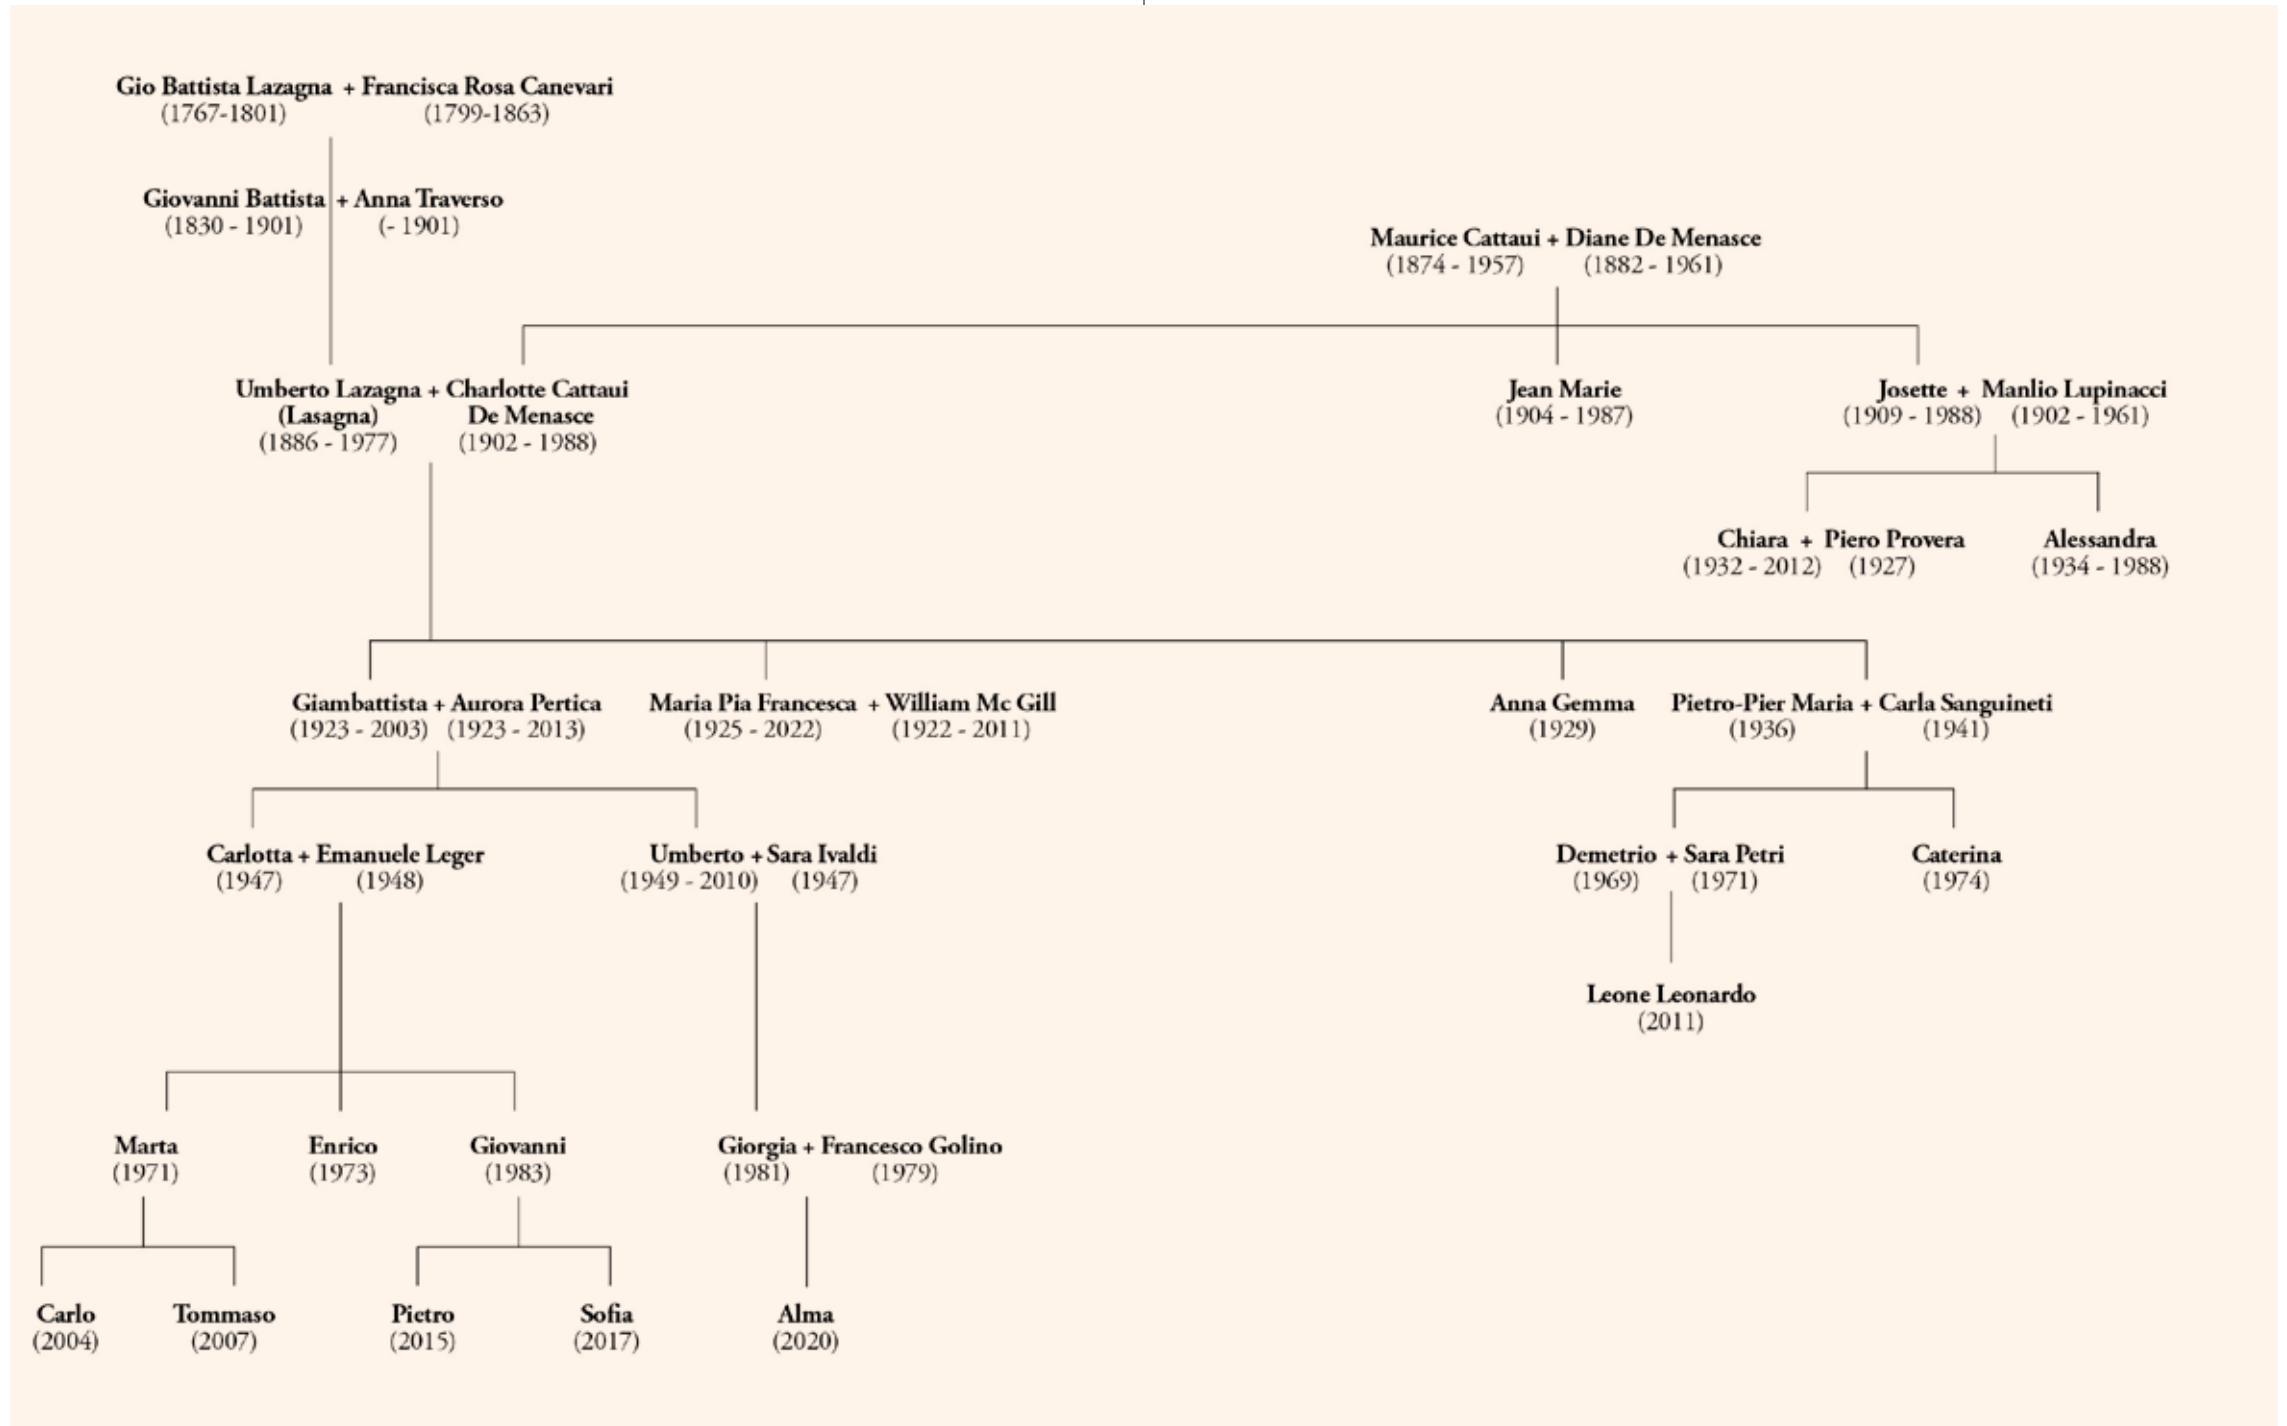 Gio Battista Lazagna + Francisca Rosa Canevari
(1767-1801) (1799-1863)
Giovanni Battista + Anna Traverso
(1830 - 1901) (- 1901)
Maurice Cattaui + Diane De Menasce
(1874 - 1957) (1882 - 1961)
Umberto Lazagna + Charlotte Cattaui
(Lasagna) De Menasce
(1886 - 1977) (1902 - 1988)
Jean Marie
(1904 - 1987)
Josette + Manlio Lupinacci
(1909 - 1988) (1902 - 1961)
Chiara + Piero Provera
(1932 - 2012) (1927)
Alessandra
(1934 - 1988)
Giambattista + Aurora Pertica
(1923 - 2003) (1923 - 2013)
Maria Pia Francesca + William Mc Gill
(1925 - 2022) (1922 - 2011)
Anna Gemma
(1929)
Pietro-Pier Maria + Carla Sanguineti
(1936) (1941)
Carlotta + Emanuele Leger
(1947) (1948)
Umberto + Sara Ivaldi
(1949 - 2010) (1947)
Demetrio + Sara Petri
(1969) (1971)
Caterina
(1974)
Leone Leonardo
(2011)
Marta
(1971)
Enrico
(1973)
Giovanni
(1983)
Giorgia + Francesco Golino
(1981) (1979)
Carlo
(2004)
Tommaso
(2007)
Pietro
(2015)
Sofia
(2017)
Alma
(2020)